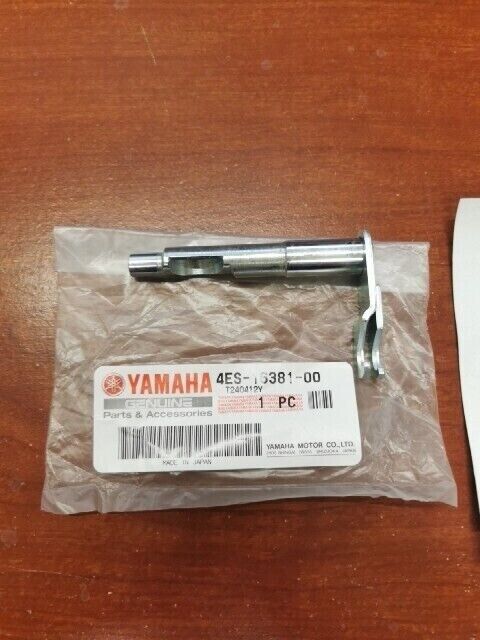 YAMAHA
GENUINE
Parts & Accessories
4ES-16381-00
T240412Y
1 PC
MADE IN JAPAN
YAMAHA MOTOR CO.,LTD.